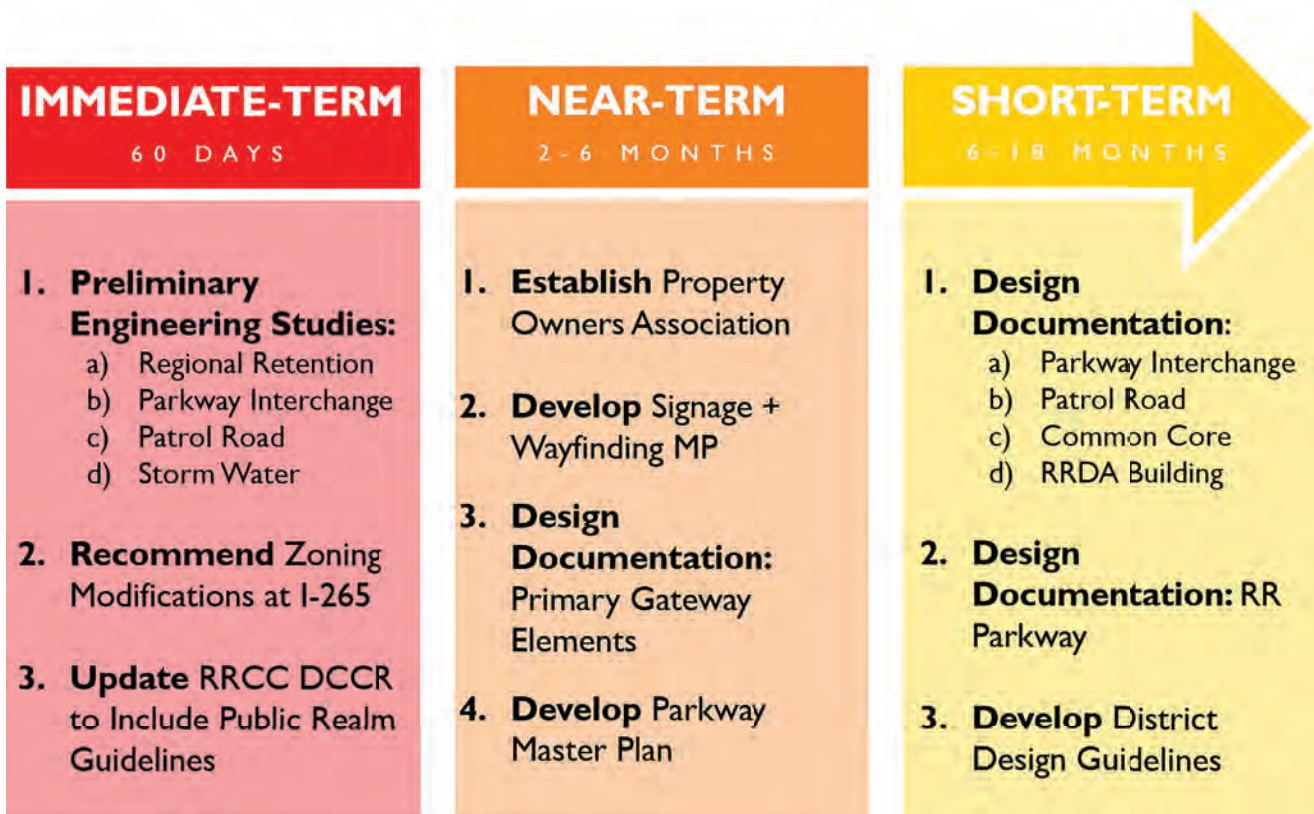 IMMEDIATE-TERM
60 DAYS
1. Preliminary
Engineering Studies:
a) Regional Retention
b) Parkway Interchange
c) Patrol Road
d) Storm Water
2. Recommend Zoning
Modifications at I-265
3. Update RRCC DCCR
to Include Public Realm
Guidelines
NEAR-TERM
2-6 MONTHS
1. Establish Property
Owners Association
2. Develop Signage +
Wayfinding MP
3. Design
Documentation:
Primary Gateway
Elements
4. Develop Parkway
Master Plan
SHORT-TERM
6-18 MONTHS
1. Design
Documentation:
a) Parkway Interchange
b) Patrol Road
c) Common Core
d) RRDA Building
2. Design
Documentation: RR
Parkway
3. Develop District
Design Guidelines